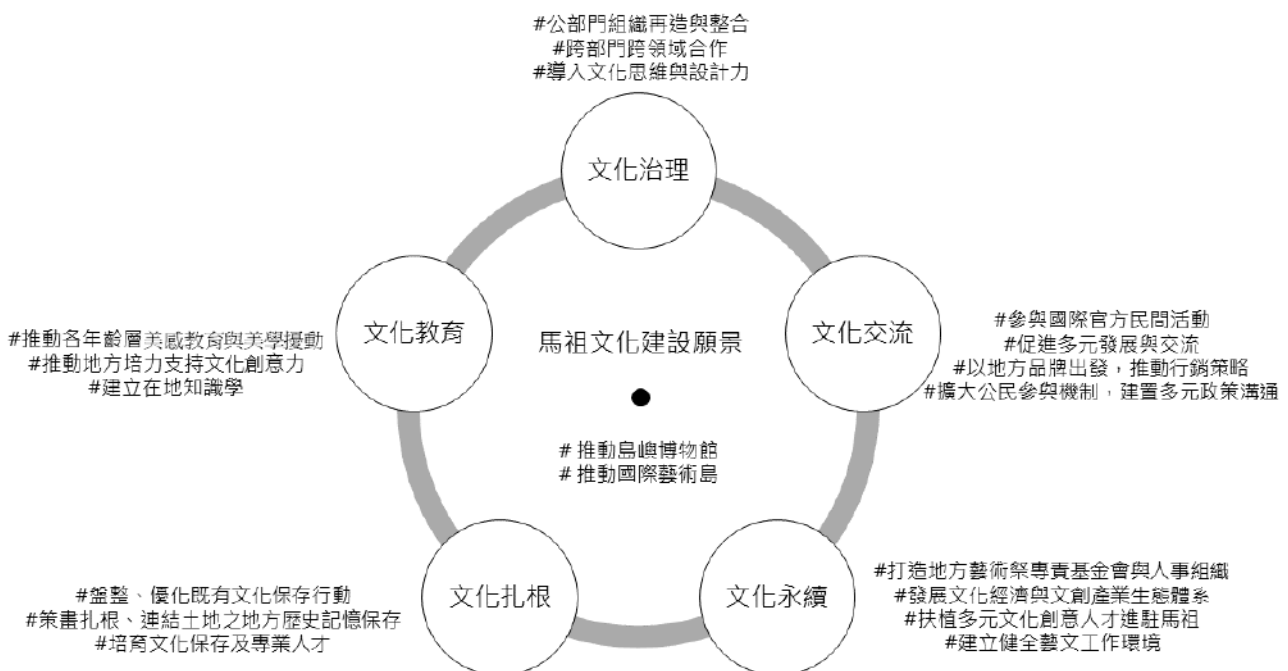 #公部門組織再造與整合
#跨部門跨領域合作
#導入文化思維與設計力
文化治理
文化教育
#推動各年齡層美感教育與美學擾動
#推動地方培力支持文化創意力
#建立在地知識學
馬祖文化建設願景
# 推動島嶼博物館
# 推動國際藝術島
文化交流
#參與國際官方民間活動
#促進多元發展與交流
#以地方品牌出發，推動行銷策略
#擴大公民參與機制，建置多元政策溝通
文化扎根
#盤整、優化既有文化保存行動
#策畫扎根、連結土地之地方歷史記憶保存
#培育文化保存及專業人才
文化永續
#打造地方藝術祭專責基金會與人事組織
#發展文化經濟與文創產業生態體系
#扶植多元文化創意人才進駐馬祖
#建立健全藝文工作環境